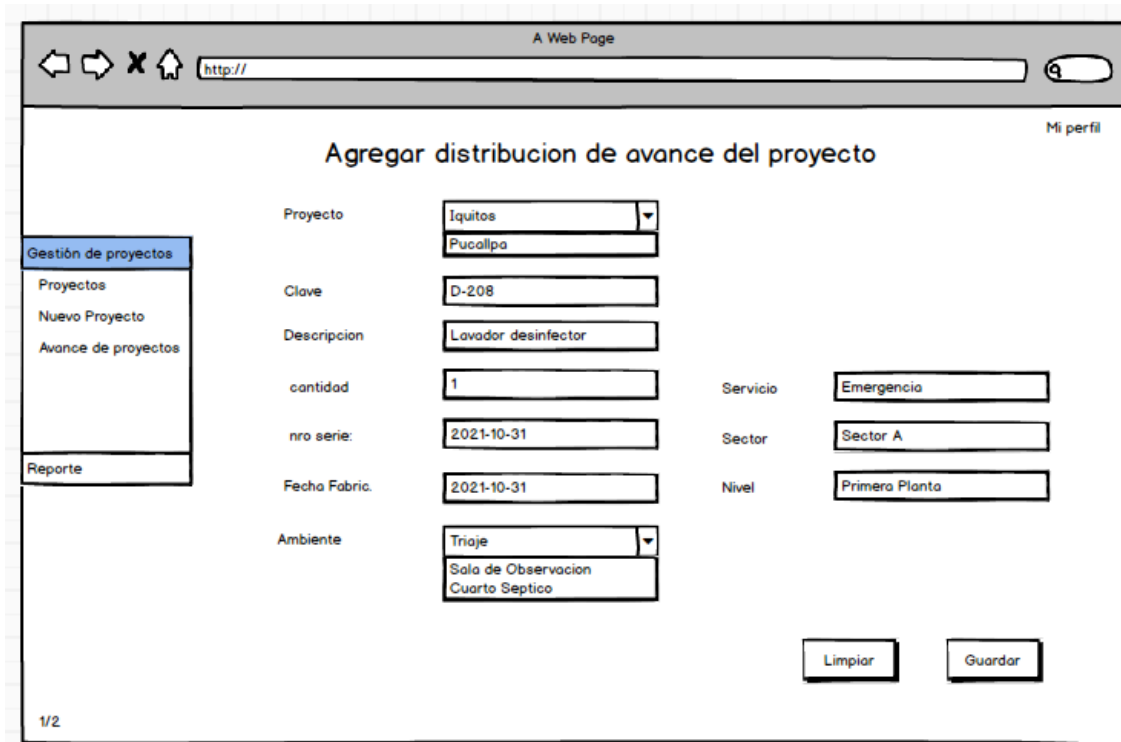 A Web Page
http://
Mi perfil
Agregar distribucion de avance del proyecto
Gestión de proyectos
Proyectos
Nuevo Proyecto
Avance de proyectos
Reporte
Proyecto
Iquitos
Pucallpa
Clave
D-208
Descripcion
Lavador desinfector
cantidad
1
Servicio
Emergencia
nro serie:
2021-10-31
Sector
Sector A
Fecha Fabric.
2021-10-31
Nivel
Primera Planta
Ambiente
Triaje
Sala de Observacion
Cuarto Septico
Limpiar
Guardar
1/2